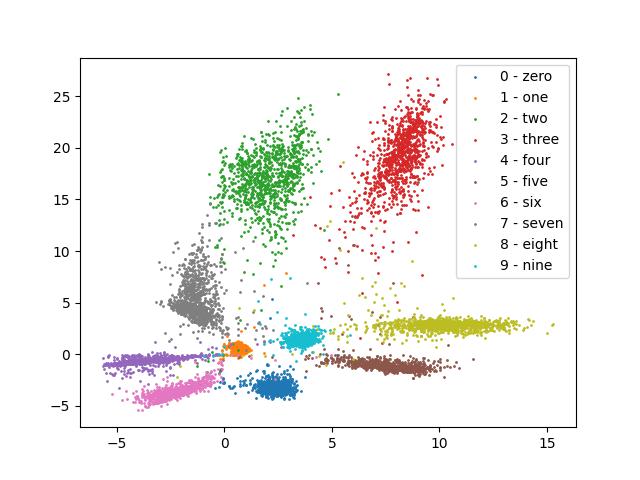 25
20
15
10
5
0
−5
−5
0
5
10
15
0 - zero
1 - one
2 - two
3 - three
4 - four
5 - five
6 - six
7 - seven
8 - eight
9 - nine